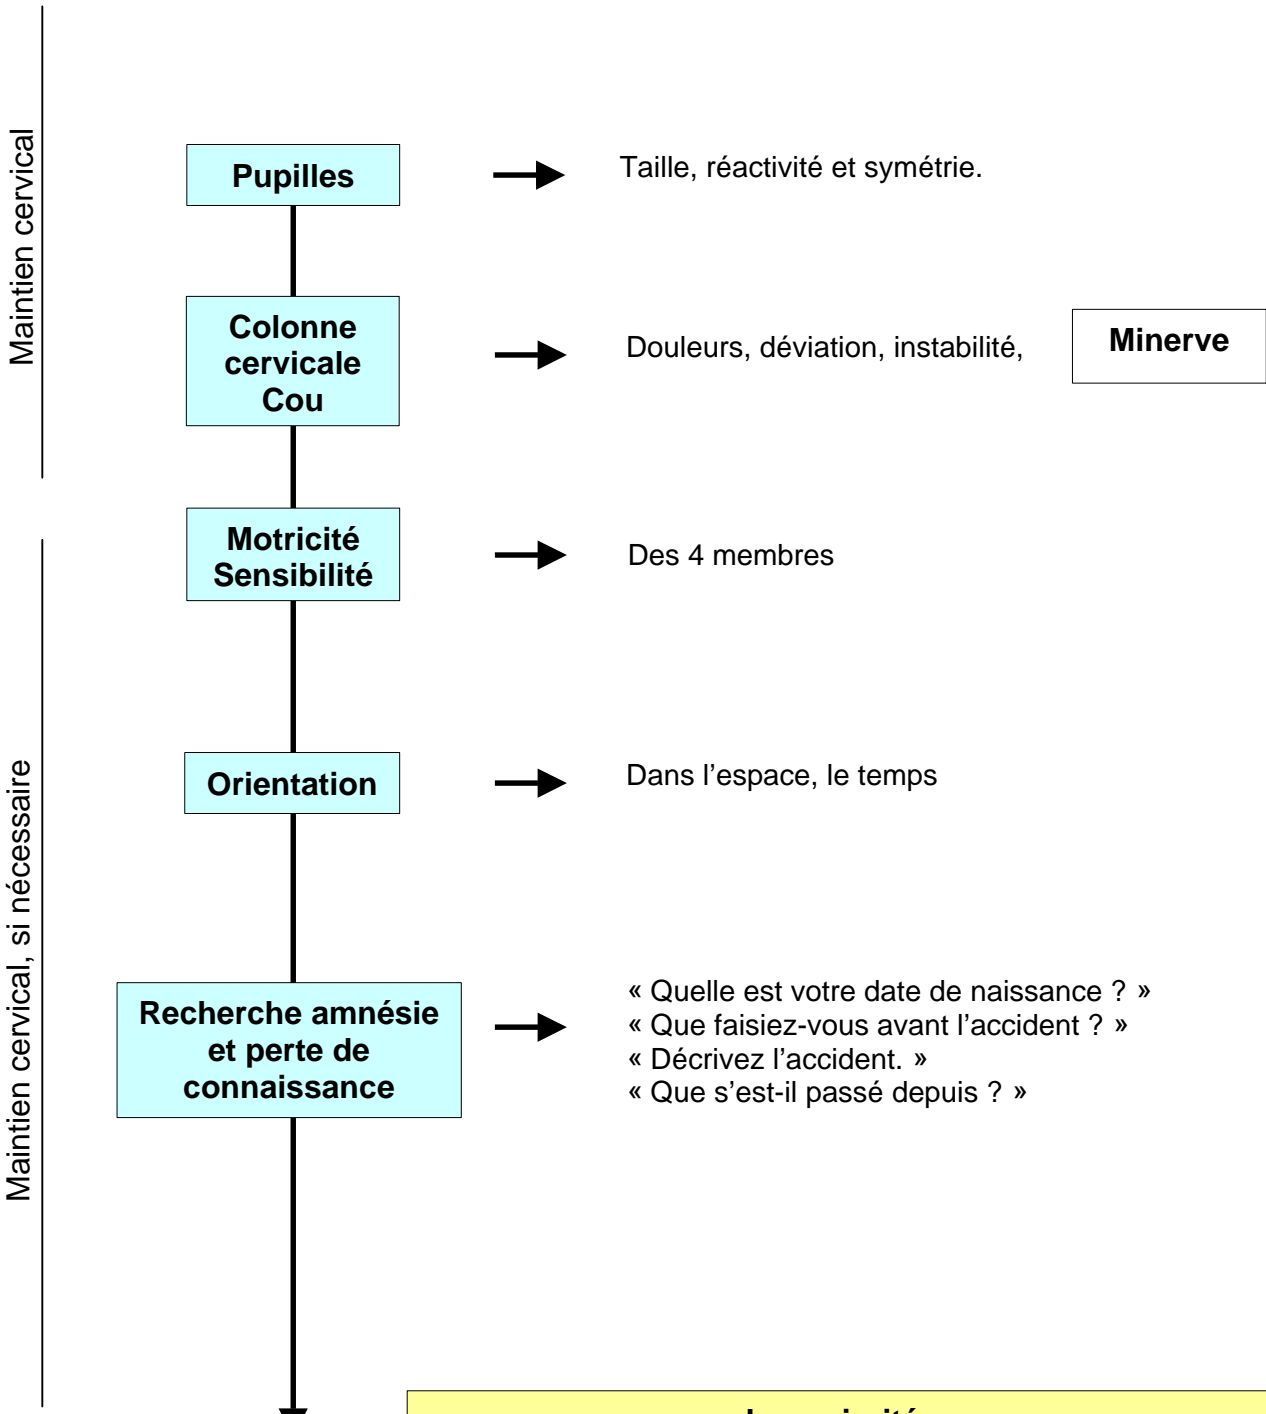 Maintien cervical
Pupilles
Taille, réactivité et symétrie.
Colonne
cervicale
Cou
Douleurs, déviation, instabilité,
Minerve
Motricité
Sensibilité
Des 4 membres
Maintien cervical, si nécessaire
Orientation
Dans l’espace, le temps
Recherche amnésie
et perte de
connaissance
« Quelle est votre date de naissance ? »
« Que faisiez-vous avant l’accident ? »
« Décrivez l’accident. »
« Que s’est-il passé depuis ? »